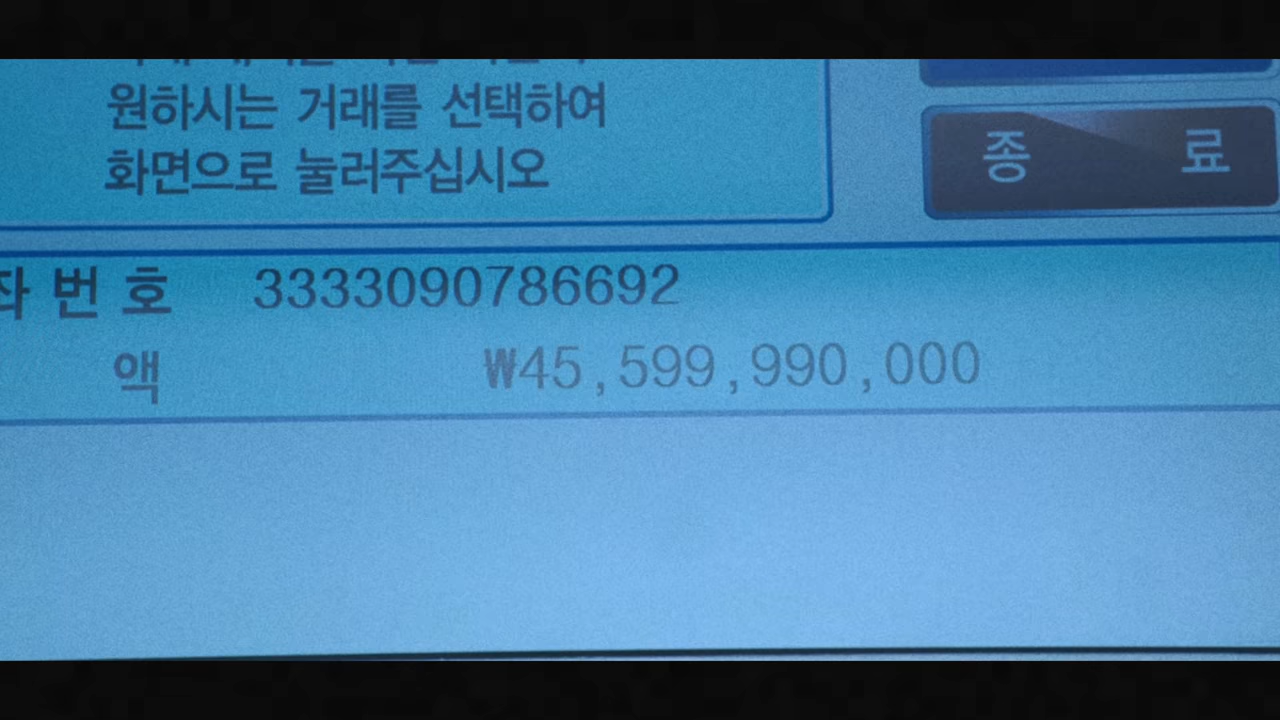 원하시는 거래를 선택하여
화면으로 눌러주십시오
종 료
좌 번 호 3333090786692
액 ₩45,599,990,000